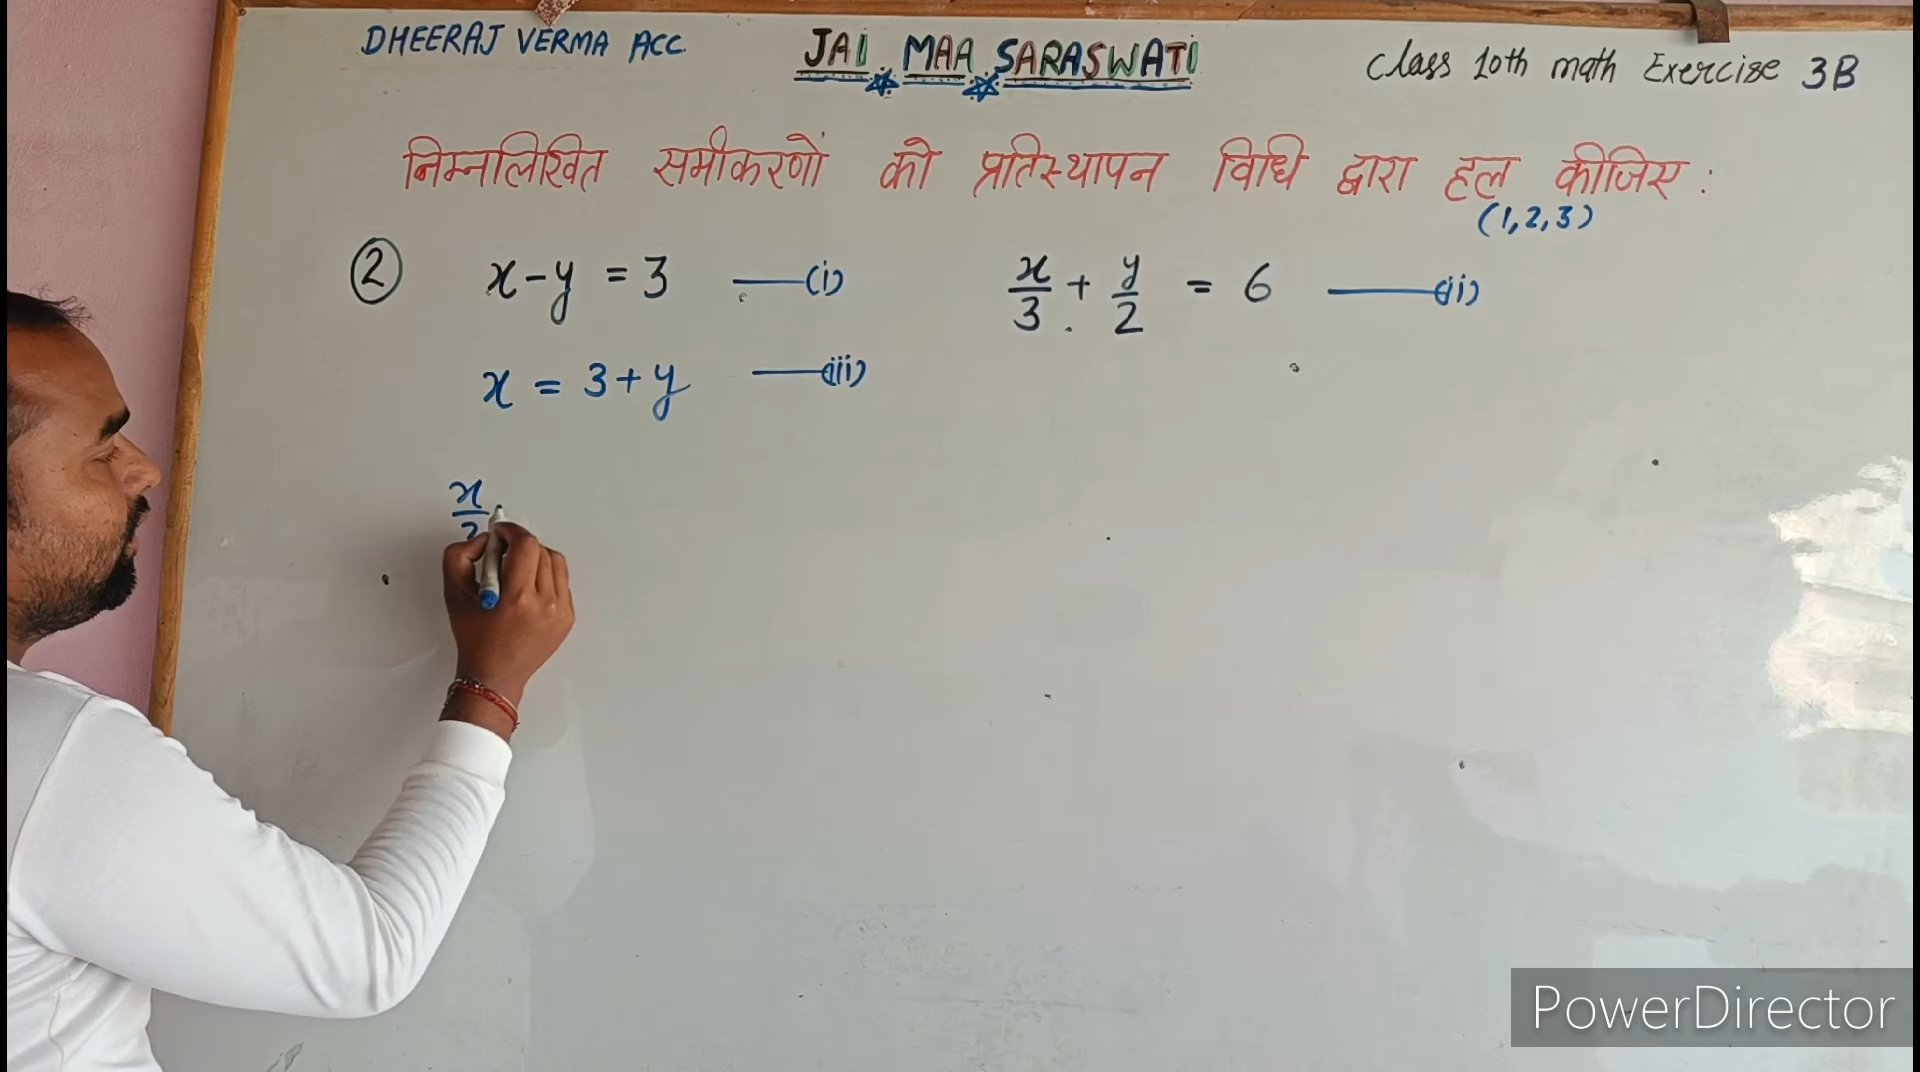 DHEERAJ VERMA ACC
JAI MAA SARASWATI
Class 10th math Exercise 3B
निम्नलिखित समीकरणों को प्रतिस्थापन विधि द्वारा हल कीजिए :
(1,2,3)
② x - y = 3 —(i) x/3 + y/2 = 6 —(ii)
x = 3 + y —(iii)
x/3
PowerDirector